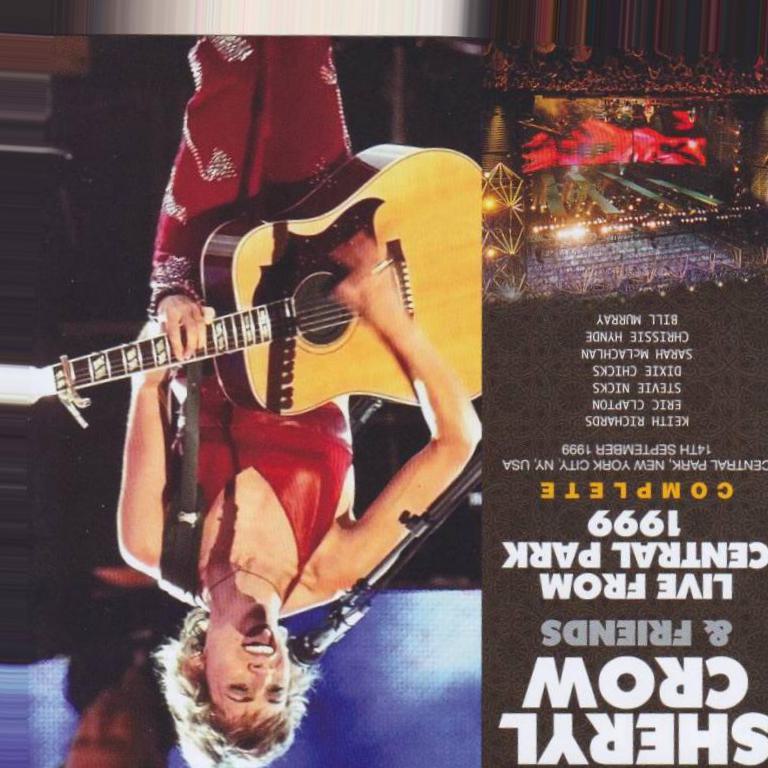 SHERYL
CROW
& FRIENDS
LIVE FROM
CENTRAL PARK
1999
COMPLETE
CENTRAL PARK, NEW YORK CITY, NY, USA
14TH SEPTEMBER 1999
KEITH RICHARDS
ERIC CLAPTON
STEVIE NICKS
DIXIE CHICKS
SARAH McLACHLAN
CHRISSIE HYNDE
BILL MURRAY